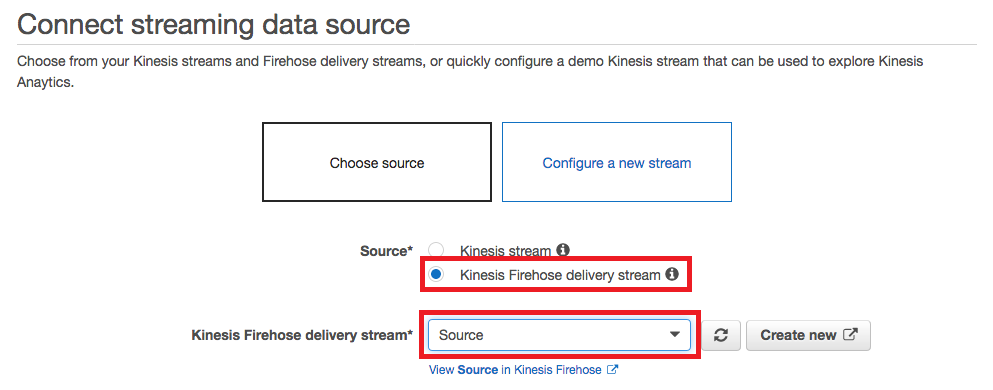 Connect streaming data source
Choose from your Kinesis streams and Firehose delivery streams, or quickly configure a demo Kinesis stream that can be used to explore Kinesis
Anaytics.
Choose source
Configure a new stream
Source*
Kinesis stream
Kinesis Firehose delivery stream
Kinesis Firehose delivery stream*
Source
Create new
View Source in Kinesis Firehose